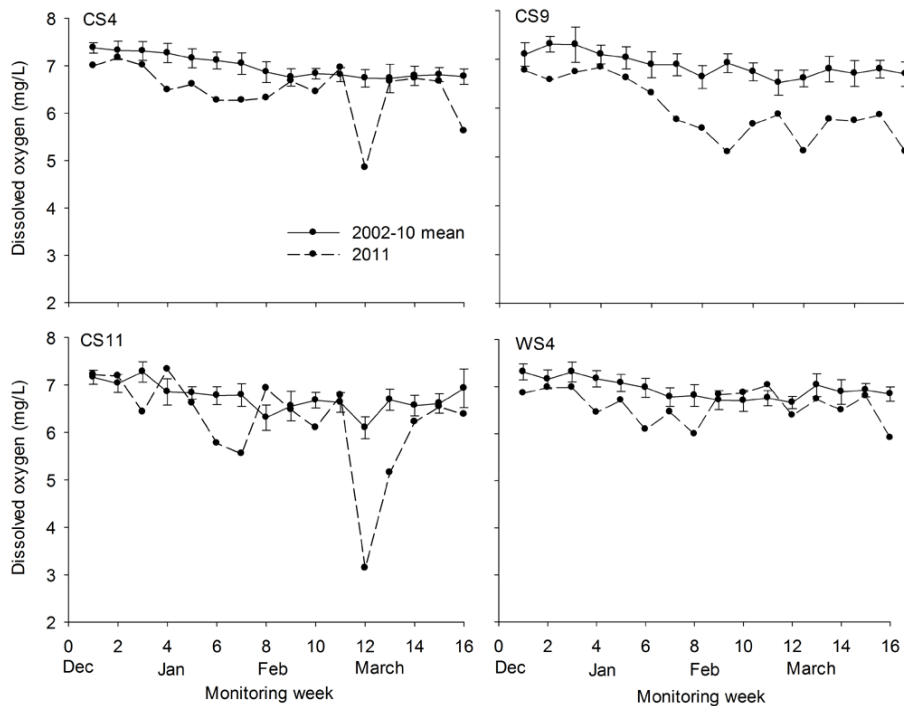 CS4
CS9
8
7
6
5
4
3
2
Dissolved oxygen (mg/L)
2002-10 mean
2011
CS11
WS4
8
7
6
5
4
3
2
Dissolved oxygen (mg/L)
0 2 4 6 8 10 12 14 16
Dec Jan Feb March
Monitoring week
0 2 4 6 8 10 12 14 16
Dec Jan Feb March
Monitoring week